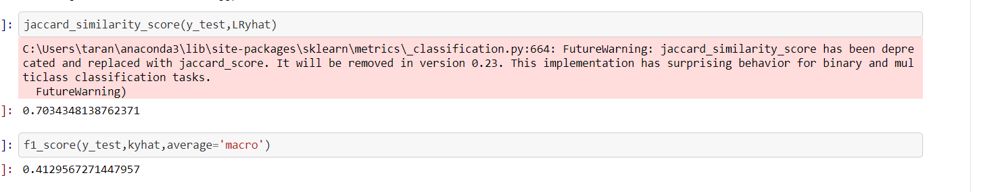 ]: jaccard_similarity_score(y_test,LRyhat)
C:\Users\taran\anaconda3\lib\site-packages\sklearn\metrics\_classification.py:664: FutureWarning: jaccard_similarity_score has been depre
cated and replaced with jaccard_score. It will be removed in version 0.23. This implementation has surprising behavior for binary and mul
ticlass classification tasks.
  FutureWarning)
]: 0.7034348138762371
]: f1_score(y_test,kyhat,average='macro')
]: 0.4129567271447957